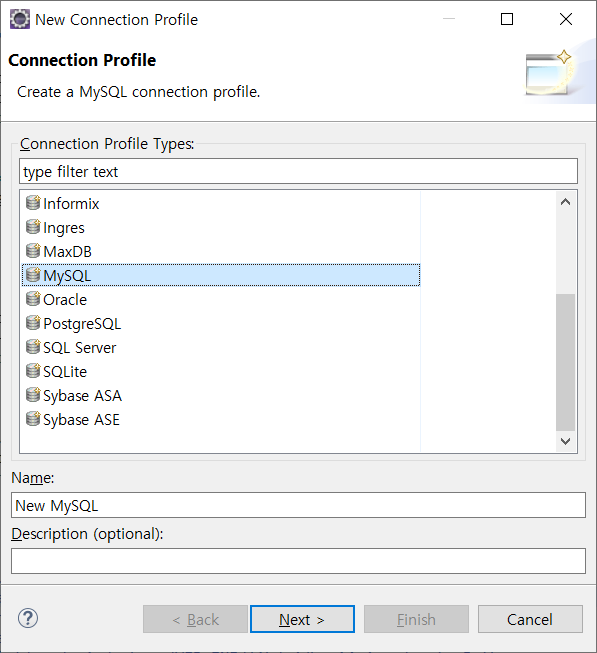 New Connection Profile
Connection Profile
Create a MySQL connection profile.
Connection Profile Types:
type filter text
Informix
Ingres
MaxDB
MySQL
Oracle
PostgreSQL
SQL Server
SQLite
Sybase ASA
Sybase ASE
Name:
New MySQL
Description (optional):
< Back
Next >
Finish
Cancel